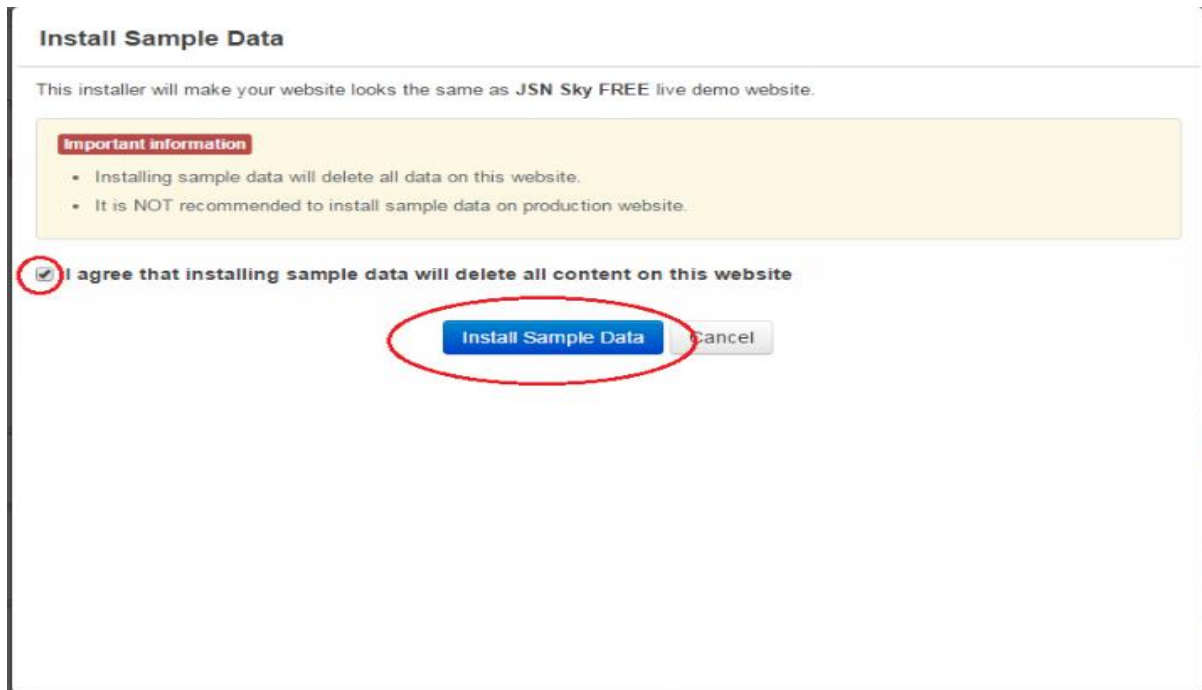 Install Sample Data
This installer will make your website looks the same as JSN Sky FREE live demo website.
Important information
• Installing sample data will delete all data on this website.
• It is NOT recommended to install sample data on production website.
I agree that installing sample data will delete all content on this website
Install Sample Data Cancel